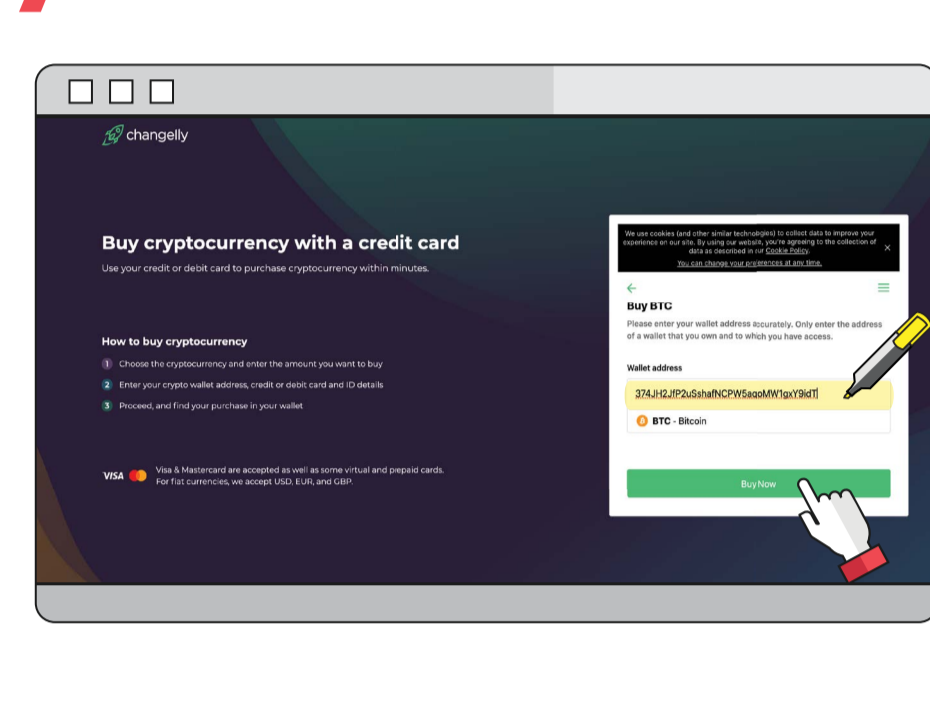 changelly
Buy cryptocurrency with a credit card
Use your credit or debit card to purchase cryptocurrency within minutes.
How to buy cryptocurrency
1 Choose the cryptocurrency and enter the amount you want to buy
2 Enter your crypto wallet address, credit or debit card and ID details
3 Proceed, and find your purchase in your wallet
VISA Visa & Mastercard are accepted as well as some virtual and prepaid cards.
For fiat currencies, we accept USD, EUR, and GBP.
We use cookies (and other similar technologies) to collect data to improve your
experience on our site. By using our website, you're agreeing to the collection of
data as described in our Cookie Policy.
You can change your preferences at any time.
Buy BTC
Please enter your wallet address accurately. Only enter the address
of a wallet that you own and to which you have access.
Wallet address
374JH2JfP2uSshafNCPW5aqoMW1gxY9idT
BTC - Bitcoin
Buy Now